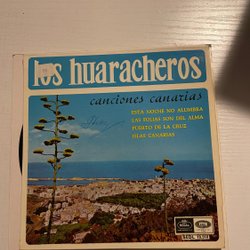 los huaracheros
canciones canarias
ESTA NOCHE NO ALUMBRA
LAS FOLIAS SON DEL ALMA
PUERTO DE LA CRUZ
ISLAS CANARIAS